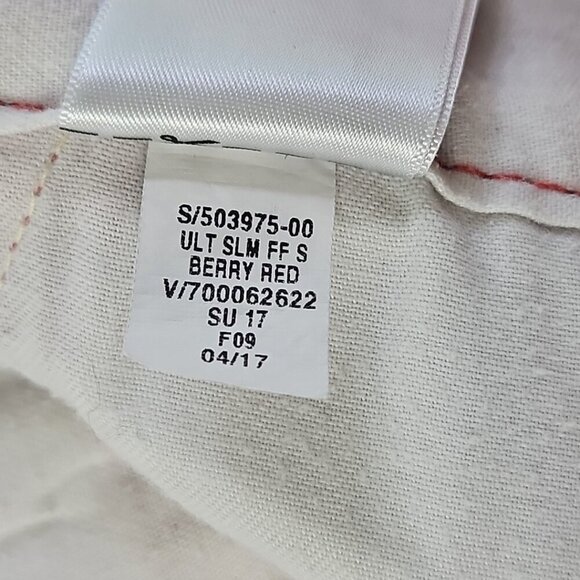 S/503975-00
ULT SLM FF S
BERRY RED
V/700062622
SU 17
F09
04/17